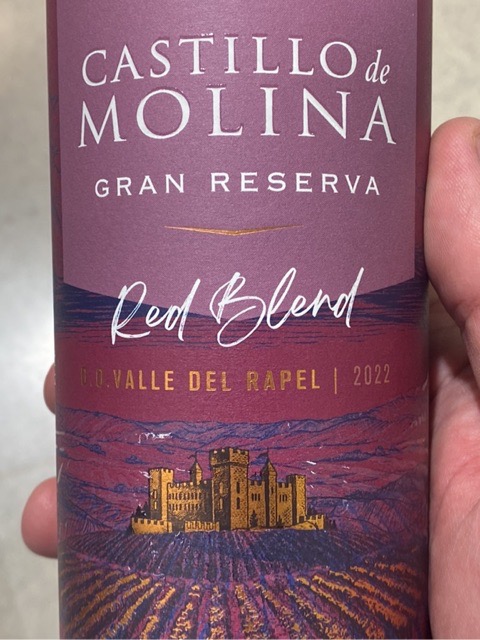 CASTILLO de
MOLINA
GRAN RESERVA
Red Blend
D.O. VALLE DEL RAPEL | 2022